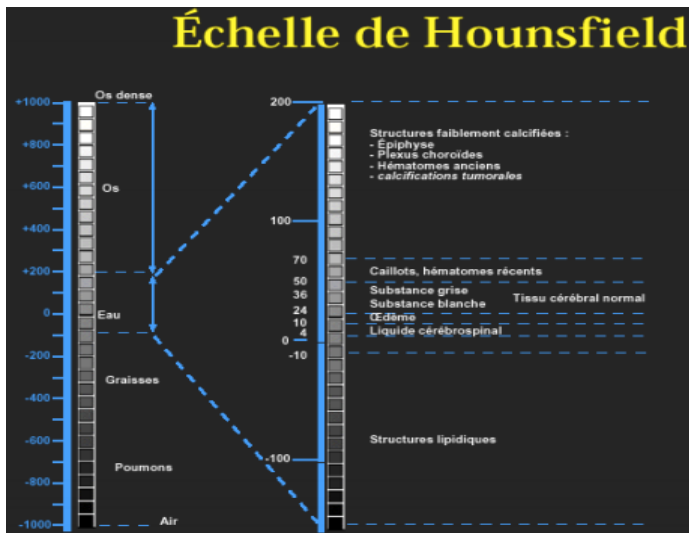 Échelle de Hounsfield
Os dense
+1000
+800
+600
Os
+400
+200
0
Eau
-200
Graisses
-400
-600
Poumons
-800
-1000
Air
200
Structures faiblement calcifiées :
- Épiphyse
- Plexus choroïdes
- Hématomes anciens
- calcifications tumorales
100
70
Caillots, hématomes récents
50
Substance grise
36
Tissu cérébral normal
Substance blanche
24
Œdème
10
Liquide cérébrospinal
4
0
-10
Structures lipidiques
-100